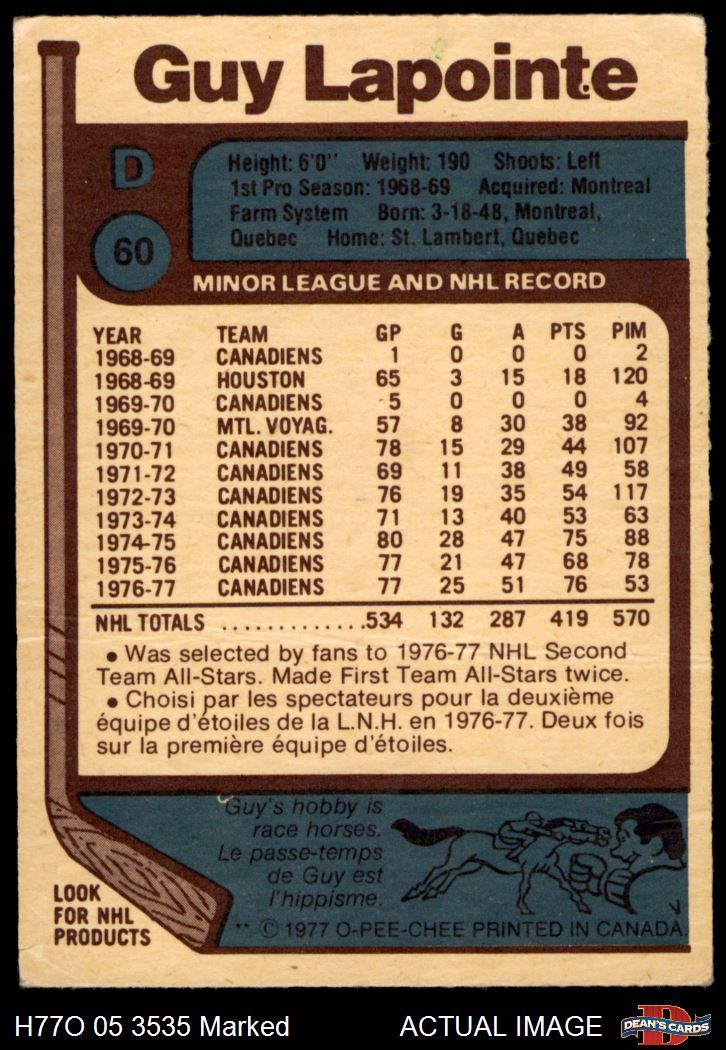 Guy Lapointe
D
60
Height: 6'0'' Weight: 190 Shoots: Left
1st Pro Season: 1968-69 Acquired: Montreal
Farm System Born: 3-18-48, Montreal,
Quebec Home: St. Lambert, Quebec
MINOR LEAGUE AND NHL RECORD
YEAR TEAM GP G A PTS PIM
1968-69 CANADIENS 1 0 0 0 2
1968-69 HOUSTON 65 3 15 18 120
1969-70 CANADIENS 5 0 0 0 4
1969-70 MTL. VOYAG. 57 8 30 38 92
1970-71 CANADIENS 78 15 29 44 107
1971-72 CANADIENS 69 11 38 49 58
1972-73 CANADIENS 76 19 35 54 117
1973-74 CANADIENS 71 13 40 53 63
1974-75 CANADIENS 80 28 47 75 88
1975-76 CANADIENS 77 21 47 68 78
1976-77 CANADIENS 77 25 51 76 53
NHL TOTALS .............534 132 287 419 570
● Was selected by fans to 1976-77 NHL Second
Team All-Stars. Made First Team All-Stars twice.
● Choisi par les spectateurs pour la deuxième
équipe d'étoiles de la L.N.H. en 1976-77. Deux fois
sur la première équipe d'étoiles.
Guy's hobby is
race horses.
Le passe-temps
de Guy est
l'hippisme.
LOOK
FOR NHL
PRODUCTS
** © 1977 O-PEE-CHEE PRINTED IN CANADA.
H77O 05 3535 Marked ACTUAL IMAGE
D
DEAN'S CARDS